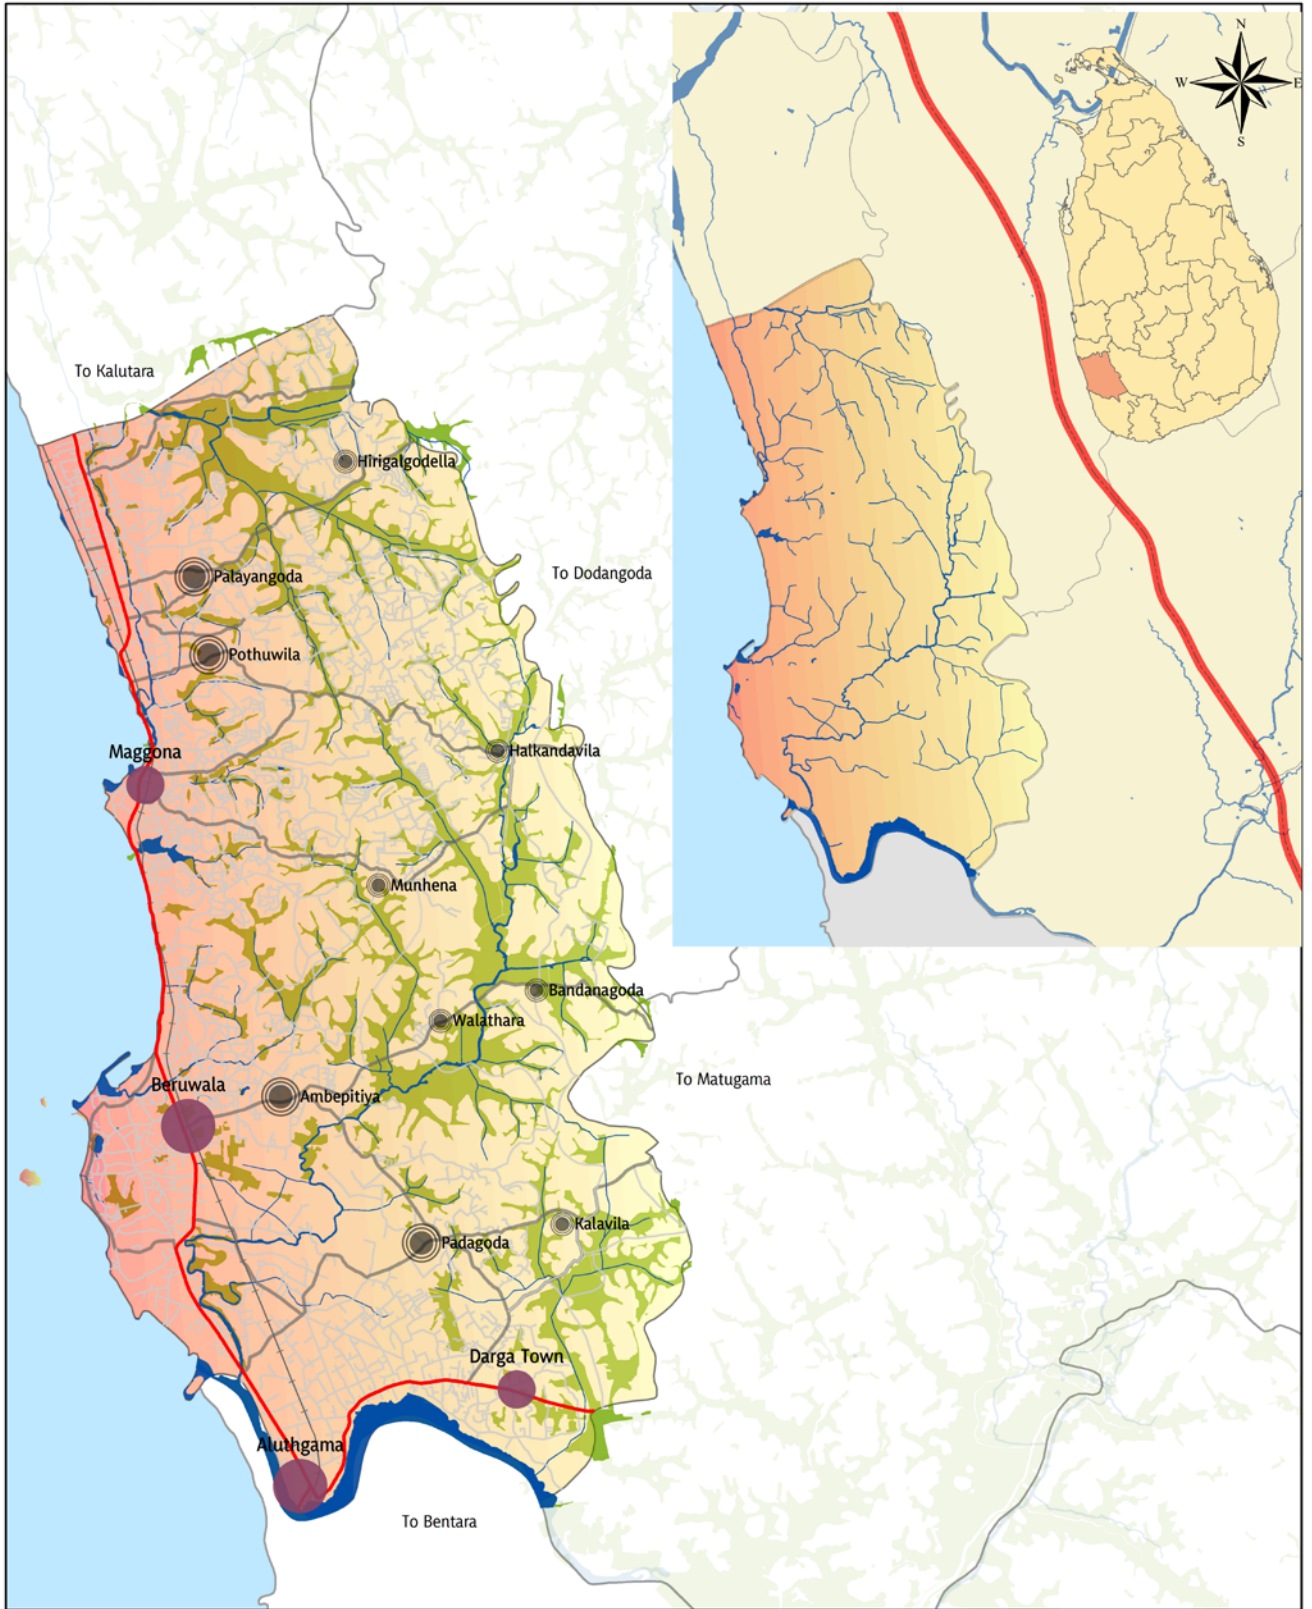 N
W
E
S
To Kalutara
Hirigalgodella
Palayangoda
To Dodangoda
Pothuwila
Maggona
Halkandavila
Munhena
Bandanagoda
Walathara
To Matugama
Beruwala
Ambepitiya
Kalavila
Padagoda
Darga Town
Aluthgama
To Bentara